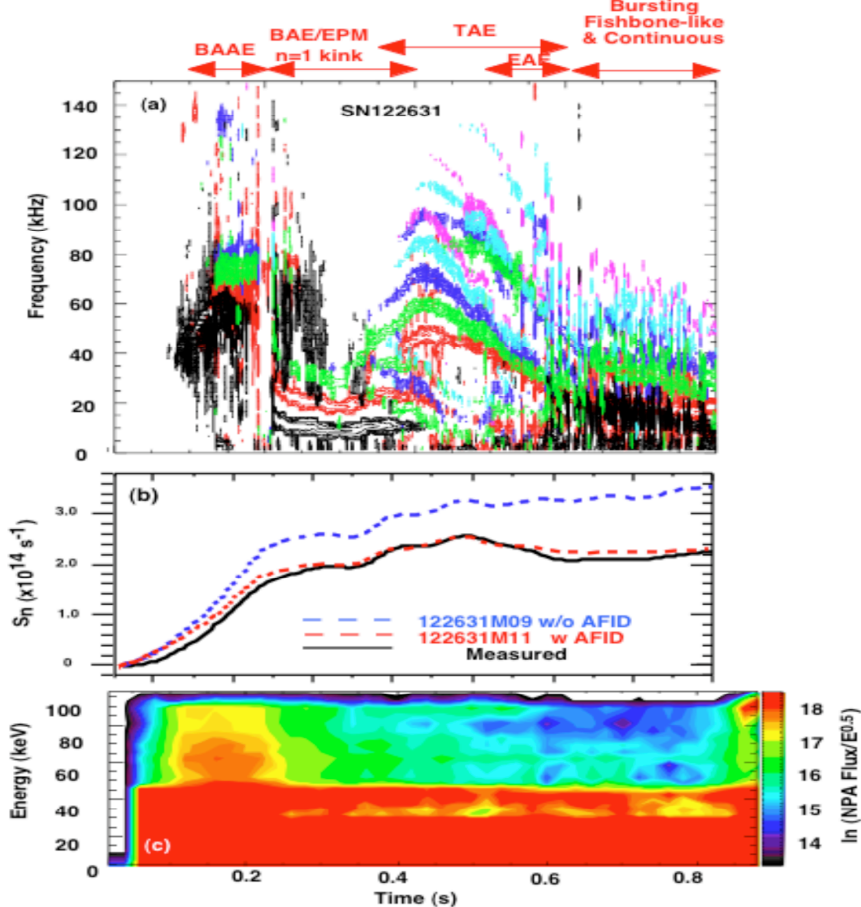 Bursting
Fishbone-like
& Continuous
BAE/EPM
n=1 kink
TAE
BAAE
EAE
(a)
SN122631
140
120
100
80
60
40
20
0
Frequency (kHz)
(b)
3.0
2.0
1.0
0
Sn (x10^14 s^-1)
122631M09 w/o AFID
122631M11 w AFID
Measured
100
80
60
40
20
0
Energy (keV)
(c)
18
17
16
15
14
ln (NPA Flux/E^0.5)
0.2
0.4
0.6
0.8
Time (s)